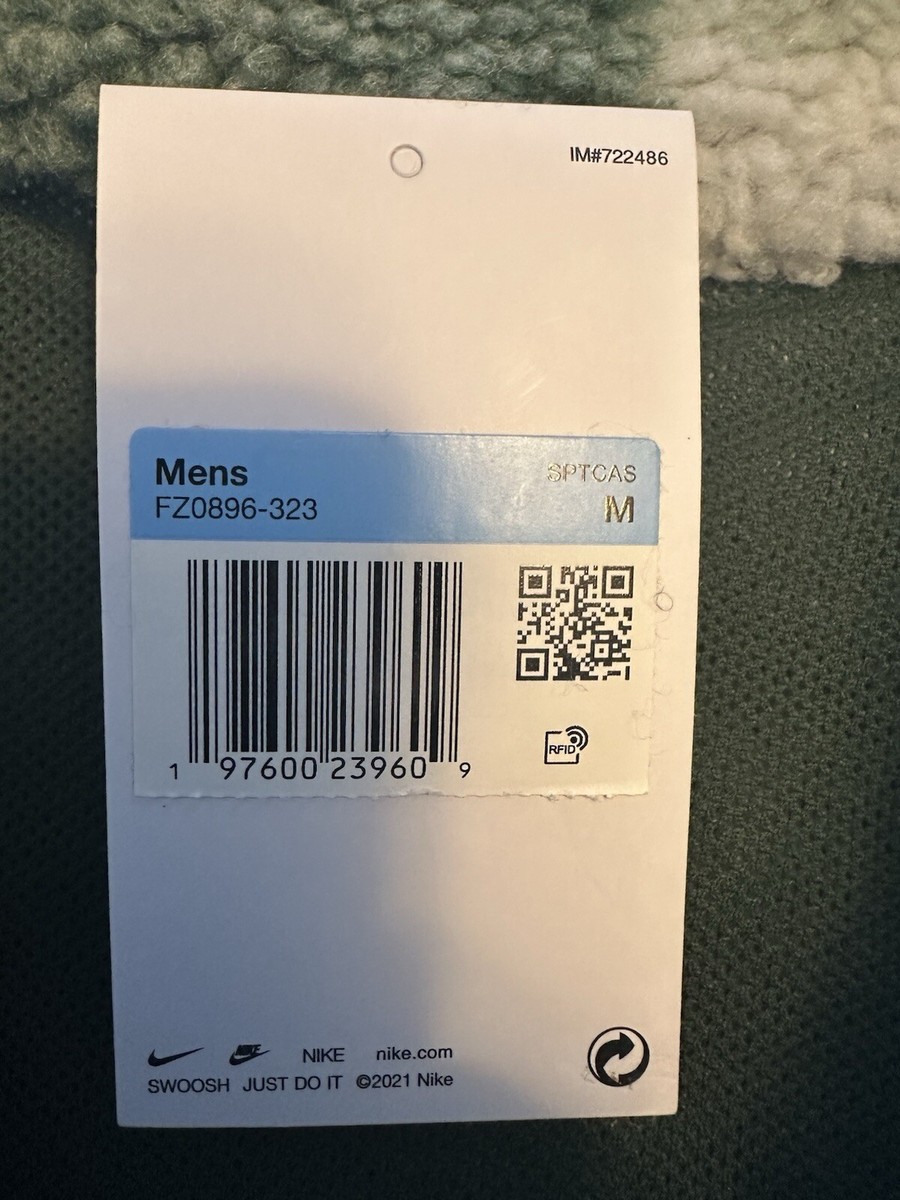 IM#722486
Mens
SPTCAS
FZ0896-323
M
1 97600 23960 9
RFID
NIKE
NIKE nike.com
SWOOSH JUST DO IT ©2021 Nike